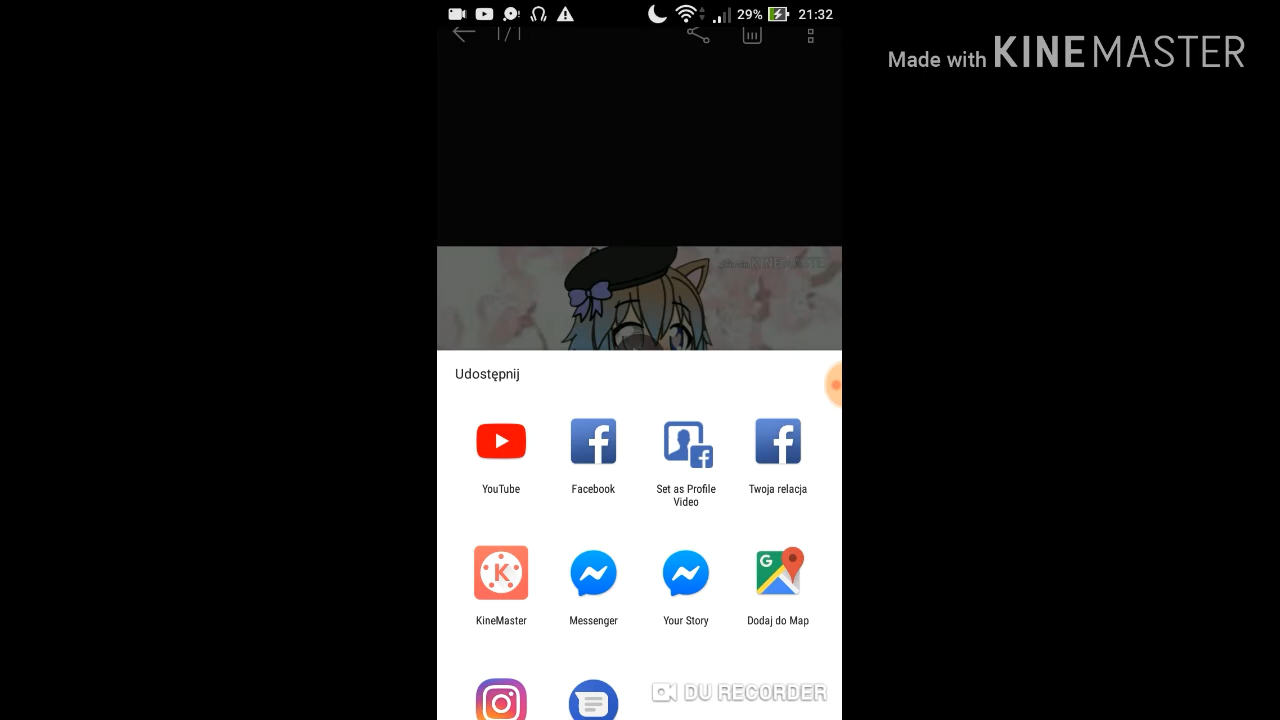 29% 21:32
1/1
Made with KINEMASTER
KINEMASTER
Udostępnij
YouTube
Facebook
Set as Profile
Video
Twoja relacja
KineMaster
Messenger
Your Story
Dodaj do Map
DU RECORDER